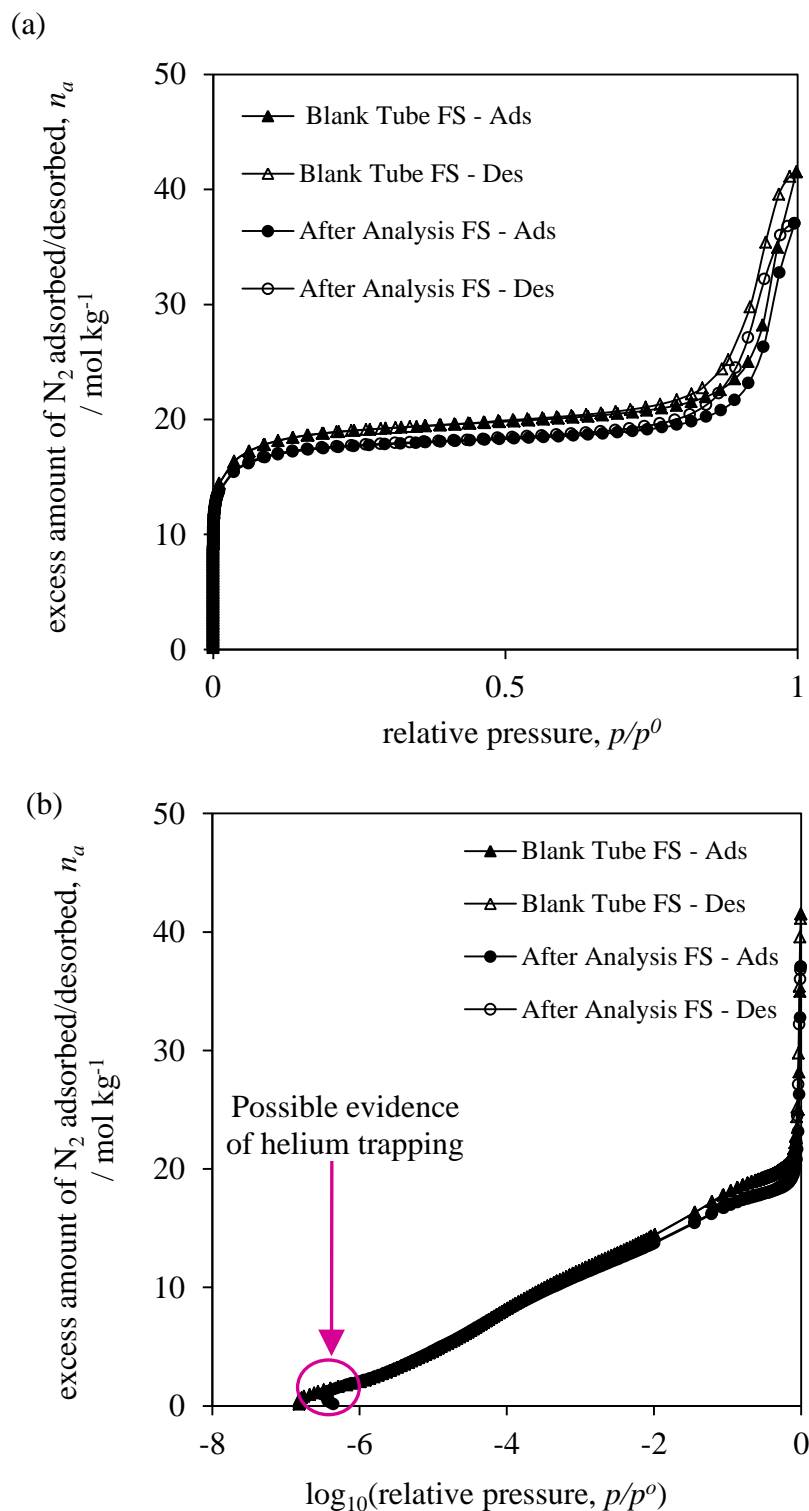 (a)
excess amount of N₂ adsorbed/desorbed, nₐ
/ mol kg⁻¹
50
40
30
20
10
0
Blank Tube FS - Ads
Blank Tube FS - Des
After Analysis FS - Ads
After Analysis FS - Des
0
0.5
1
relative pressure, p/p⁰
(b)
excess amount of N₂ adsorbed/desorbed, nₐ
/ mol kg⁻¹
50
40
30
20
10
0
Blank Tube FS - Ads
Blank Tube FS - Des
After Analysis FS - Ads
After Analysis FS - Des
Possible evidence
of helium trapping
-8
-6
-4
-2
0
log₁₀(relative pressure, p/pᵒ)